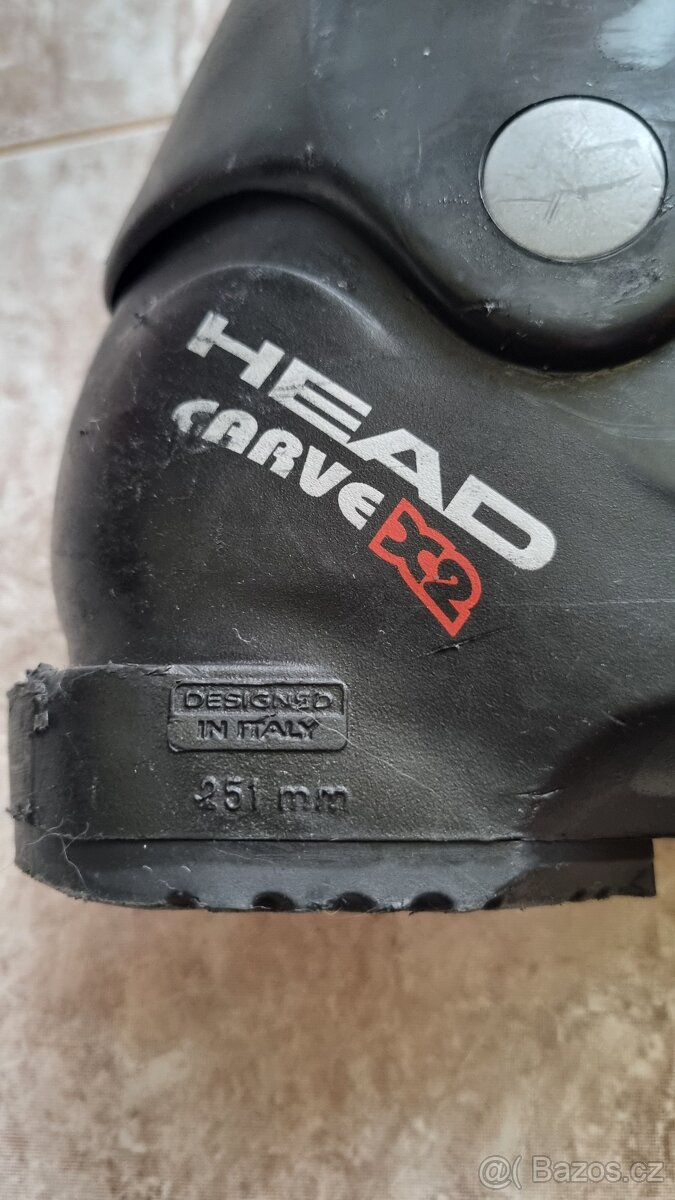 HEAD
CARVE X2
DESIGNED
IN ITALY
251 mm
@( Bazos.cz